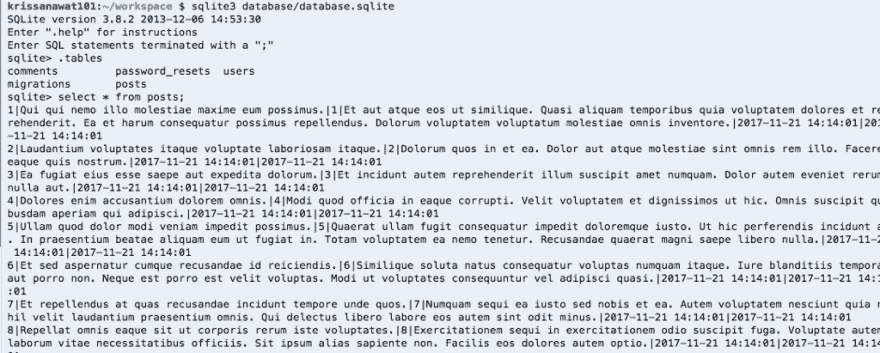 krissanawat101:~/workspace $ sqlite3 database/database.sqlite
SQLite version 3.8.2 2013-12-06 14:53:30
Enter ".help" for instructions
Enter SQL statements terminated with a ";"
sqlite> .tables
comments         password_resets  users
migrations       posts
sqlite> select * from posts;
1|Qui qui nemo illo molestiae maxime eum possimus.|1|Et aut atque eos ut similique. Quasi aliquam temporibus quia voluptatem dolores et re
rehenderit. Ea et harum consequatur possimus repellendus. Dolorum voluptatem voluptatum molestiae omnis inventore.|2017-11-21 14:14:01|201
-11-21 14:14:01
2|Laudantium voluptates itaque voluptate laboriosam itaque.|2|Dolorum quos in et ea. Dolor aut atque molestiae sint omnis rem illo. Facere
eaque quis nostrum.|2017-11-21 14:14:01|2017-11-21 14:14:01
3|Ea fugiat eius esse saepe aut expedita dolorum.|3|Et incidunt autem reprehenderit illum suscipit amet numquam. Dolor autem eveniet rerum
nulla aut.|2017-11-21 14:14:01|2017-11-21 14:14:01
4|Dolores enim accusantium dolorem omnis.|4|Modi quod officia in eaque corrupti. Velit voluptatem et dignissimos ut hic. Omnis suscipit qu
busdam aperiam qui adipisci.|2017-11-21 14:14:01|2017-11-21 14:14:01
5|Ullam quod dolor modi veniam impedit possimus.|5|Quaerat ullam fugit consequatur impedit doloremque iusto. Ut hic perferendis incidunt a
. In praesentium beatae aliquam eum ut fugiat in. Totam voluptatem ea nemo tenetur. Recusandae quaerat magni saepe libero nulla.|2017-11-2
14:14:01|2017-11-21 14:14:01
6|Et sed aspernatur cumque recusandae id reiciendis.|6|Similique soluta natus consequatur voluptas numquam itaque. Iure blanditiis tempora
aut porro non. Neque est porro est velit voluptas. Modi ut voluptates consequuntur vel adipisci quasi.|2017-11-21 14:14:01|2017-11-21 14:1
:01
7|Et repellendus at quas recusandae incidunt tempore unde quos.|7|Numquam sequi ea iusto sed nobis et ea. Autem voluptatem nesciunt quia r
hil velit laudantium praesentium omnis. Qui delectus libero labore eos autem sint odit minus.|2017-11-21 14:14:01|2017-11-21 14:14:01
8|Repellat omnis eaque sit ut corporis rerum iste voluptates.|8|Exercitationem sequi in exercitationem odio suscipit fuga. Voluptate autem
laborum vitae necessitatibus officiis. Sit ipsum alias sapiente non. Facilis eos dolores autem optio.|2017-11-21 14:14:01|2017-11-21 14:14